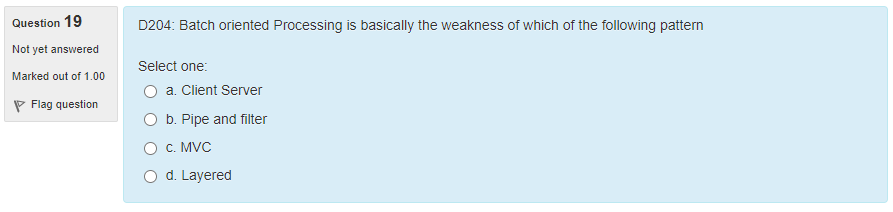 Question 19
Not yet answered
Marked out of 1.00
Flag question
D204: Batch oriented Processing is basically the weakness of which of the following pattern
Select one:
a. Client Server
b. Pipe and filter
c. MVC
d. Layered